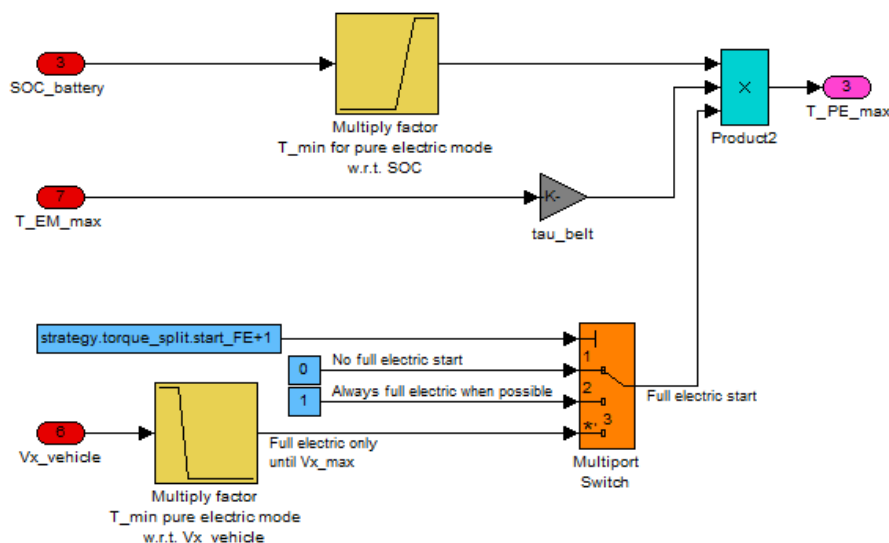 3
SOC_battery
Multiply factor
T_min for pure electric mode
w.r.t. SOC
×
Product2
3
T_PE_max
7
T_EM_max
-K-
tau_belt
strategy.torque_split.start_FE+1
0
No full electric start
1
Always full electric when possible
1
2
*, 3
Multiport
Switch
Full electric start
6
Vx_vehicle
Full electric only
until Vx_max
Multiply factor
T_min pure electric mode
w.r.t. Vx_vehicle